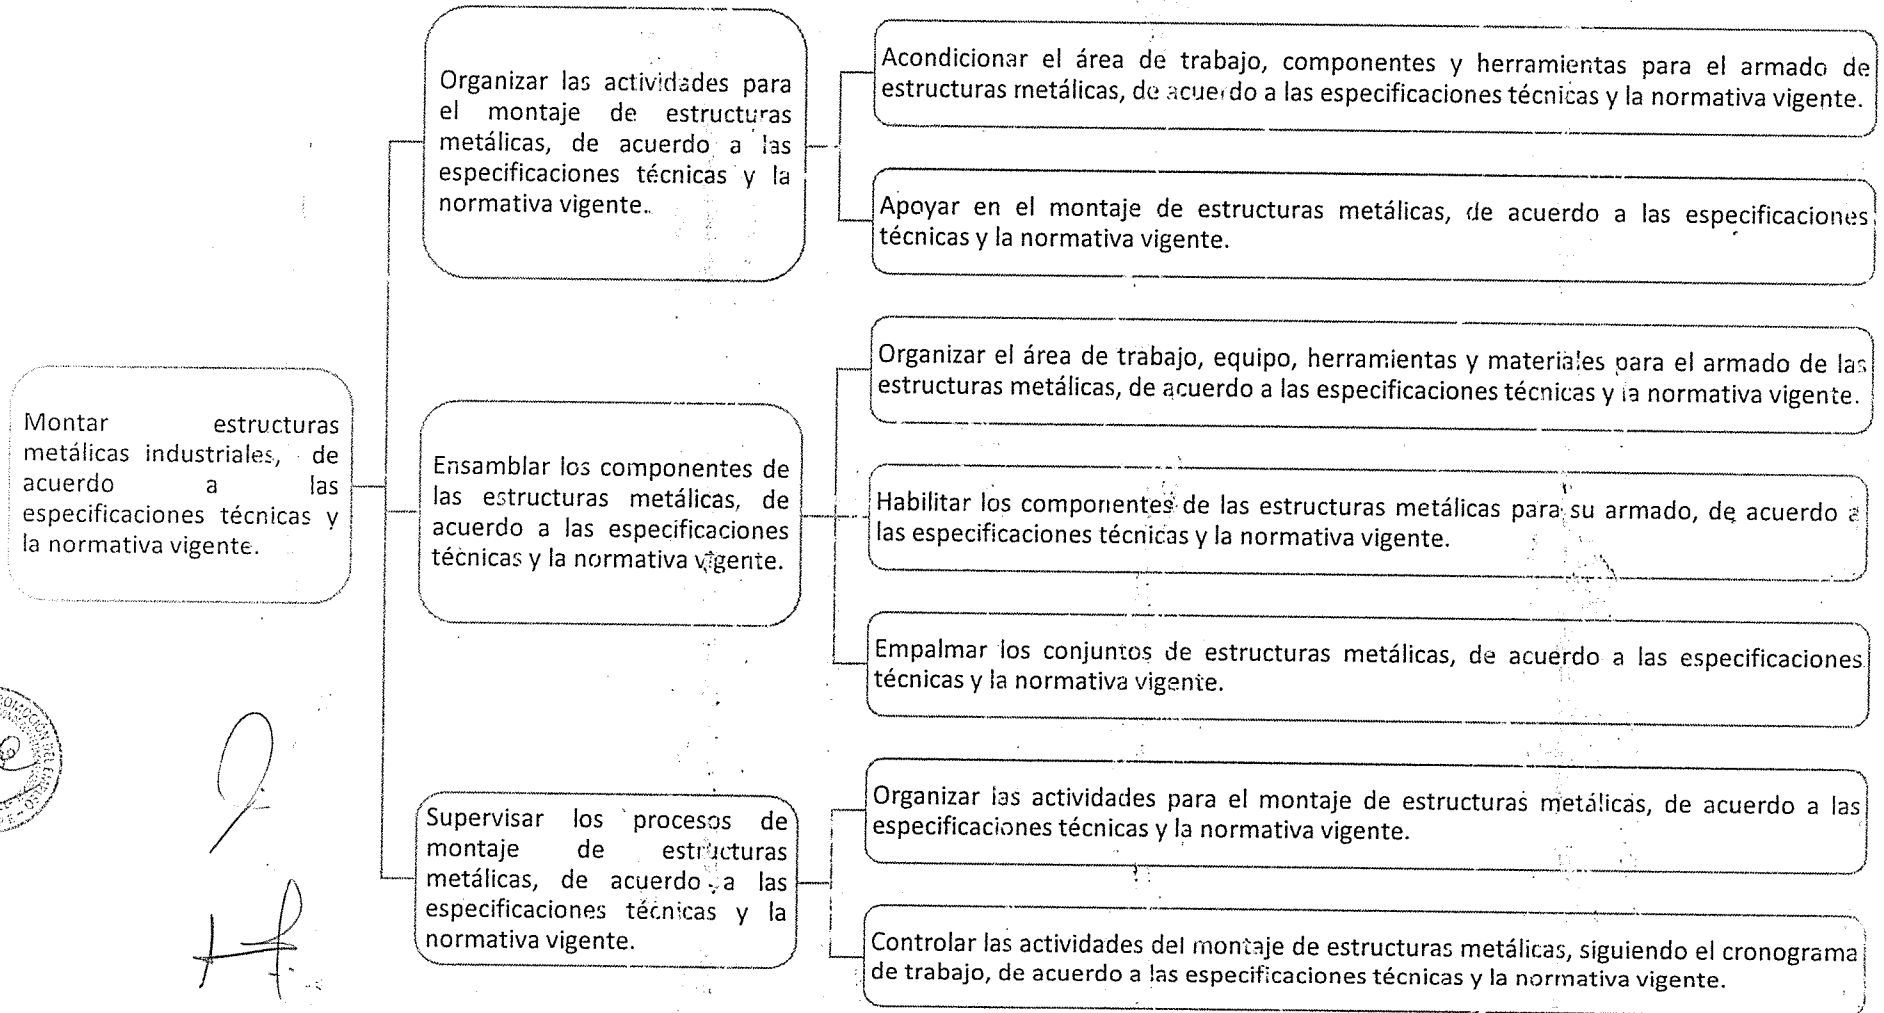 Montar estructuras
metálicas industriales, de
acuerdo a las
especificaciones técnicas y
la normativa vigente.
Organizar las actividades para
el montaje de estructuras
metálicas, de acuerdo a las
especificaciones técnicas y la
normativa vigente.
Acondicionar el área de trabajo, componentes y herramientas para el armado de
estructuras metálicas, de acuerdo a las especificaciones técnicas y la normativa vigente.
Apoyar en el montaje de estructuras metálicas, de acuerdo a las especificaciones
técnicas y la normativa vigente.
Ensamblar los componentes de
las estructuras metálicas, de
acuerdo a las especificaciones
técnicas y la normativa vigente.
Organizar el área de trabajo, equipo, herramientas y materiales para el armado de las
estructuras metálicas, de acuerdo a las especificaciones técnicas y la normativa vigente.
Habilitar los componentes de las estructuras metálicas para su armado, de acuerdo a
las especificaciones técnicas y la normativa vigente.
Empalmar los conjuntos de estructuras metálicas, de acuerdo a las especificaciones
técnicas y la normativa vigente.
Supervisar los procesos de
montaje de estructuras
metálicas, de acuerdo a las
especificaciones técnicas y la
normativa vigente.
Organizar las actividades para el montaje de estructuras metálicas, de acuerdo a las
especificaciones técnicas y la normativa vigente.
Controlar las actividades del montaje de estructuras metálicas, siguiendo el cronograma
de trabajo, de acuerdo a las especificaciones técnicas y la normativa vigente.
DEL EMPLEO